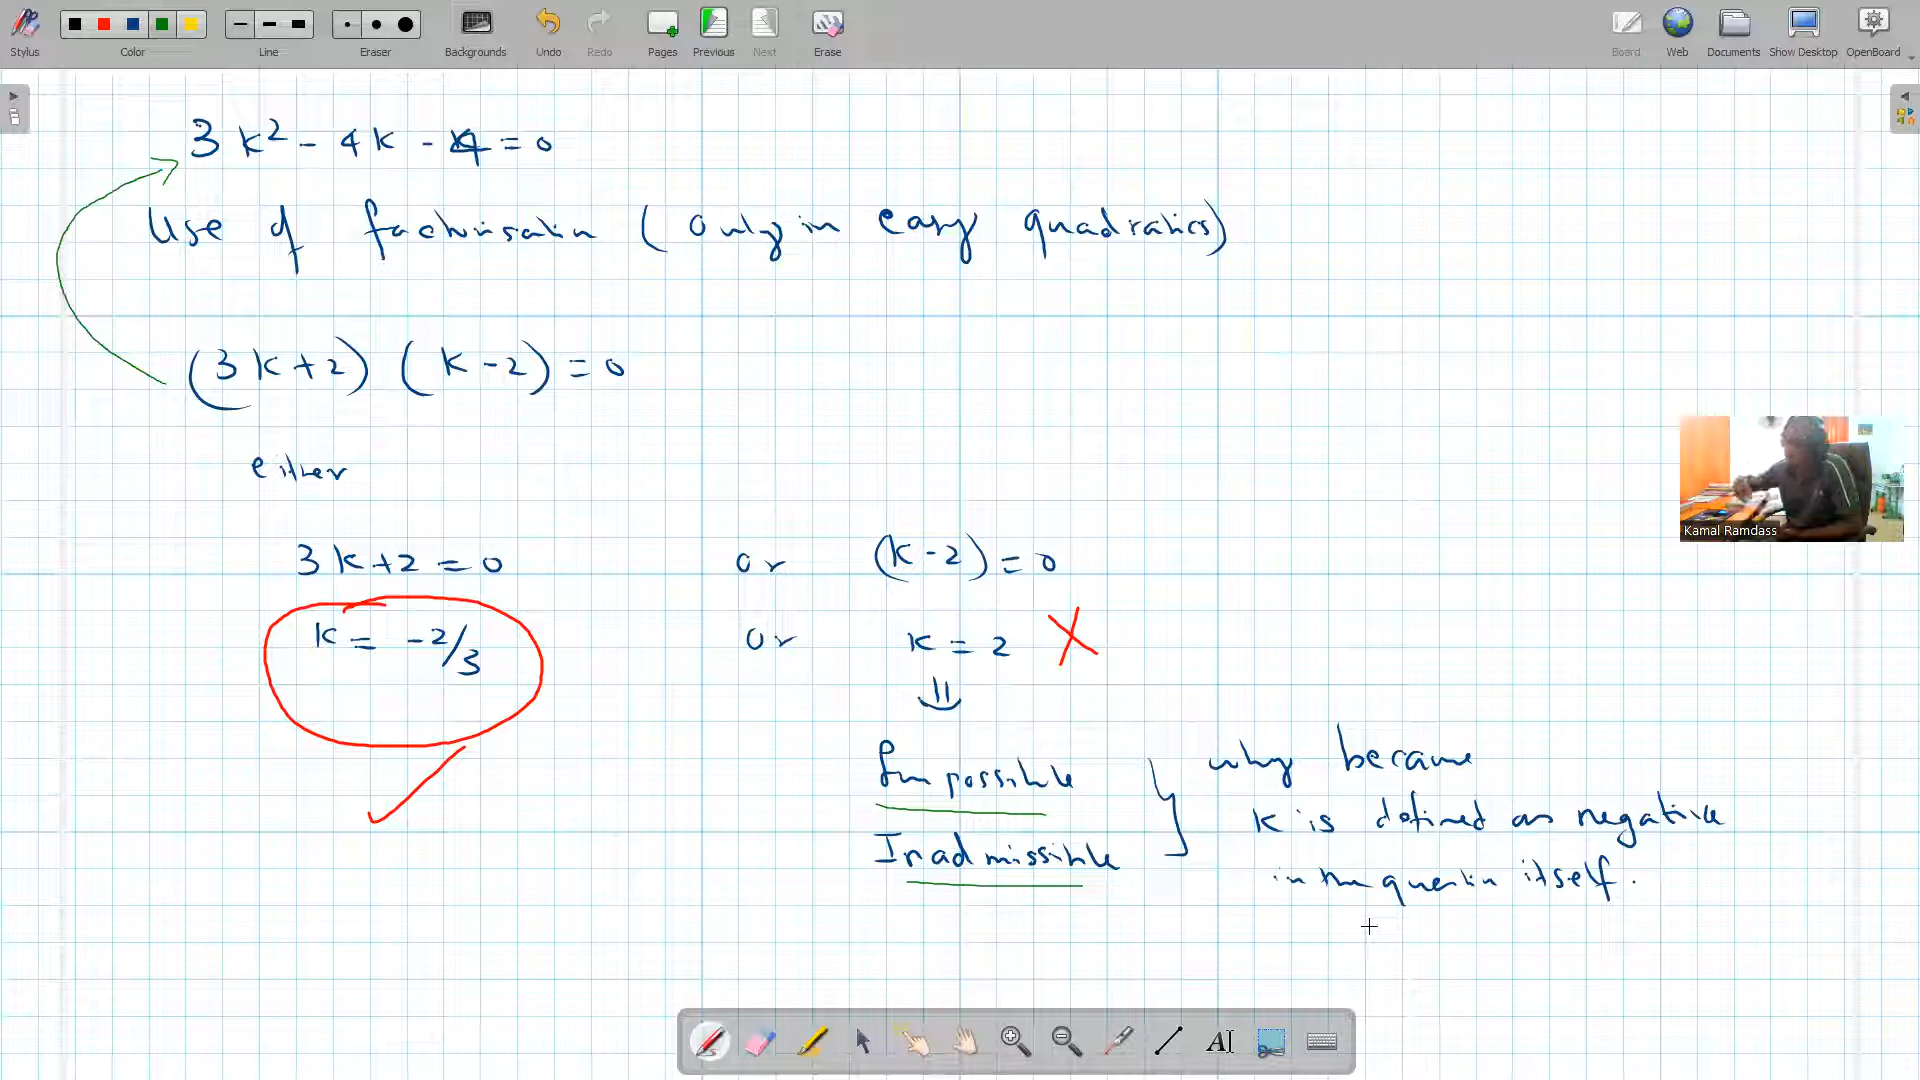 Stylus Color Line Eraser Backgrounds Undo Redo Pages Previous Next Erase Board Web Documents Show Desktop OpenBoard
3k² - 4k - 4 = 0
Use of factorisation (only in easy quadratics)
(3k+2) (k-2) = 0
either
3k+2 = 0 or (k-2) = 0
k = -2/3 or k = 2 X
⇓
Impossible
Inadmissible
why because
k is defined as negative
in the question itself.
Kamal Ramdass